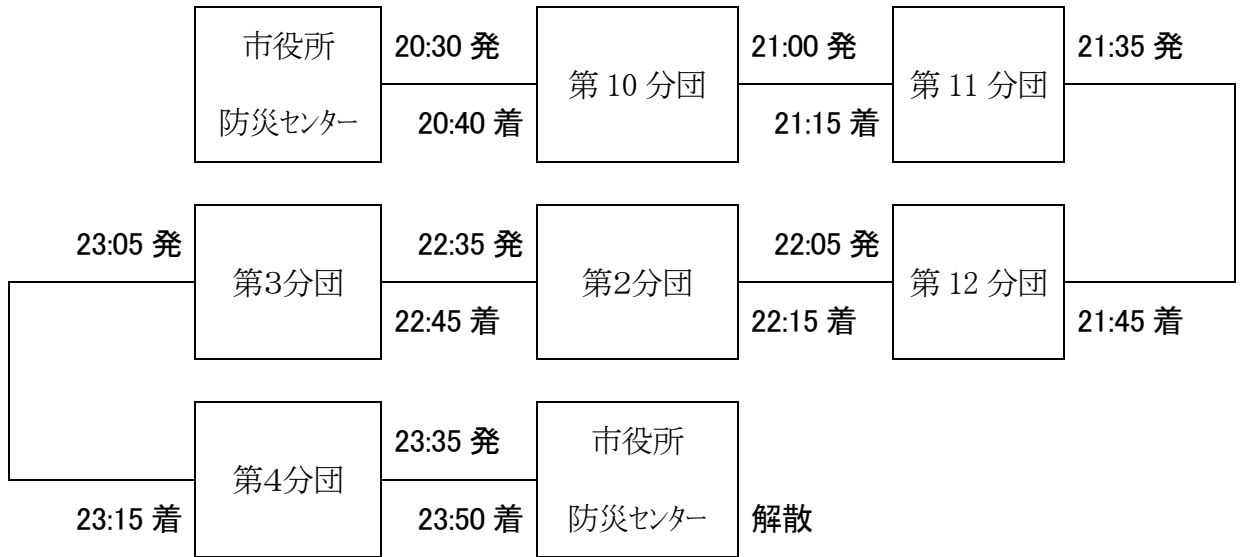 市役所
防災センター
20:30 発
20:40 着
第 10 分団
21:00 発
21:15 着
第 11 分団
21:35 発
21:45 着
第 12 分団
22:05 発
22:15 着
第2分団
22:35 発
22:45 着
第3分団
23:05 発
23:15 着
第4分団
23:35 発
23:50 着
市役所
防災センター
解散